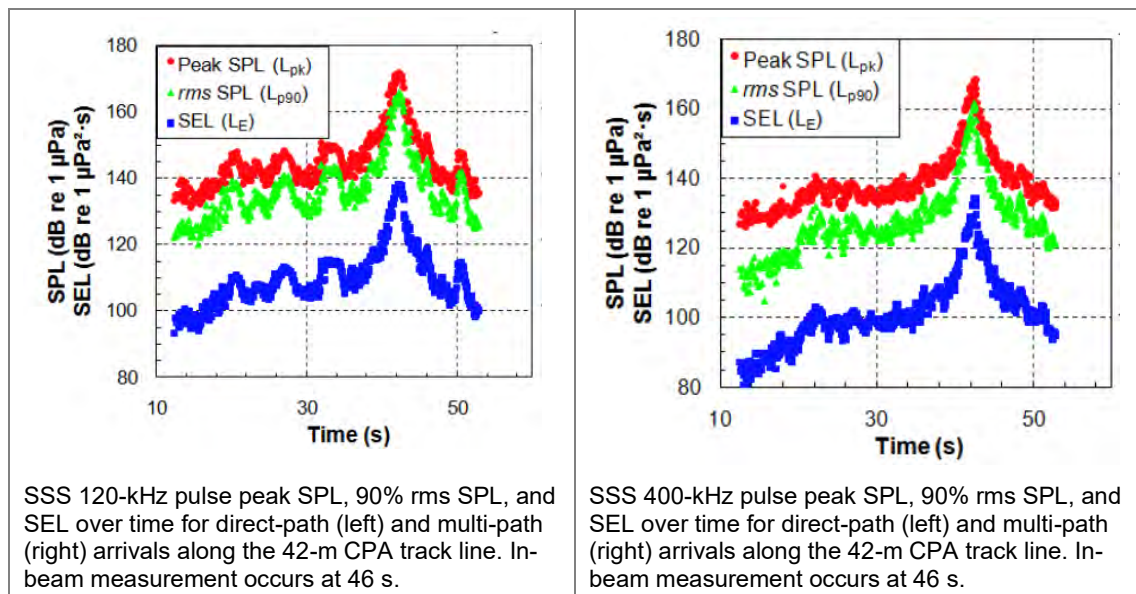 180
160
140
120
100
80
SPL (dB re 1 µPa)
SEL (dB re 1 µPa²·s)
Peak SPL (Lpk)
rms SPL (Lp90)
SEL (LE)
10 30 50
Time (s)
SSS 120-kHz pulse peak SPL, 90% rms SPL, and
SEL over time for direct-path (left) and multi-path
(right) arrivals along the 42-m CPA track line. In-
beam measurement occurs at 46 s.
180
160
140
120
100
80
SPL (dB re 1 µPa)
SEL (dB re 1 µPa²·s)
Peak SPL (Lpk)
rms SPL (Lp90)
SEL (LE)
10 30 50
Time (s)
SSS 400-kHz pulse peak SPL, 90% rms SPL, and
SEL over time for direct-path (left) and multi-path
(right) arrivals along the 42-m CPA track line. In-
beam measurement occurs at 46 s.